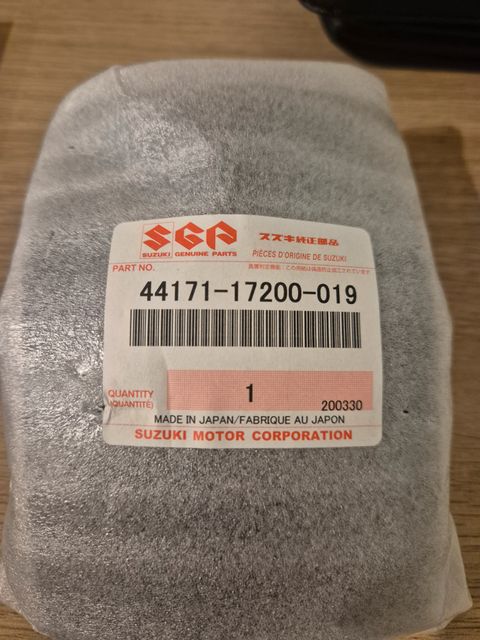 SGP スズキ純正部品
SUZUKI GENUINE PARTS PIÈCES D'ORIGINE DE SUZUKI
PART NO.
44171-17200-019
QUANTITY 1
(QUANTITÉ) 200330
MADE IN JAPAN/FABRIQUE AU JAPON
SUZUKI MOTOR CORPORATION